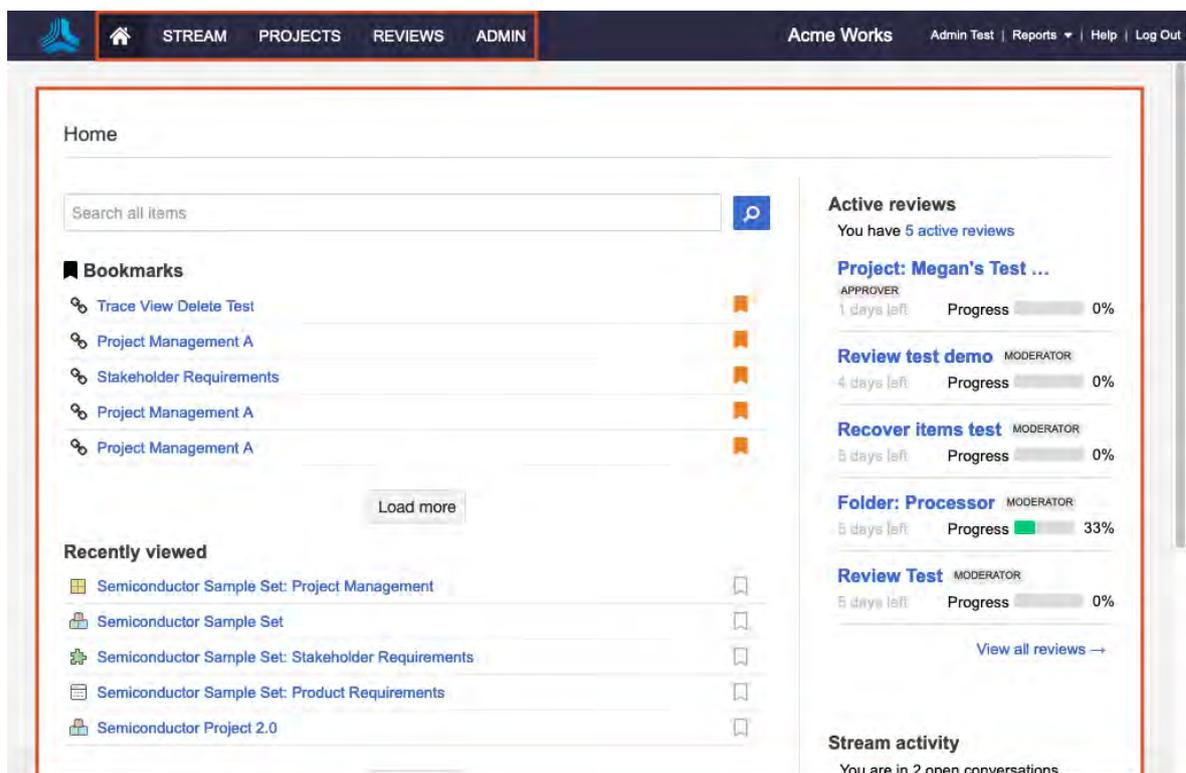 STREAM PROJECTS REVIEWS ADMIN Acme Works Admin Test | Reports | Help | Log Out
Home
Search all items
Bookmarks
Trace View Delete Test
Project Management A
Stakeholder Requirements
Project Management A
Project Management A
Load more
Recently viewed
Semiconductor Sample Set: Project Management
Semiconductor Sample Set
Semiconductor Sample Set: Stakeholder Requirements
Semiconductor Sample Set: Product Requirements
Semiconductor Project 2.0
Active reviews
You have 5 active reviews
Project: Megan's Test ...
APPROVER
1 days left Progress 0%
Review test demo MODERATOR
4 days left Progress 0%
Recover items test MODERATOR
5 days left Progress 0%
Folder: Processor MODERATOR
5 days left Progress 33%
Review Test MODERATOR
5 days left Progress 0%
View all reviews →
Stream activity
You are in 2 open conversations